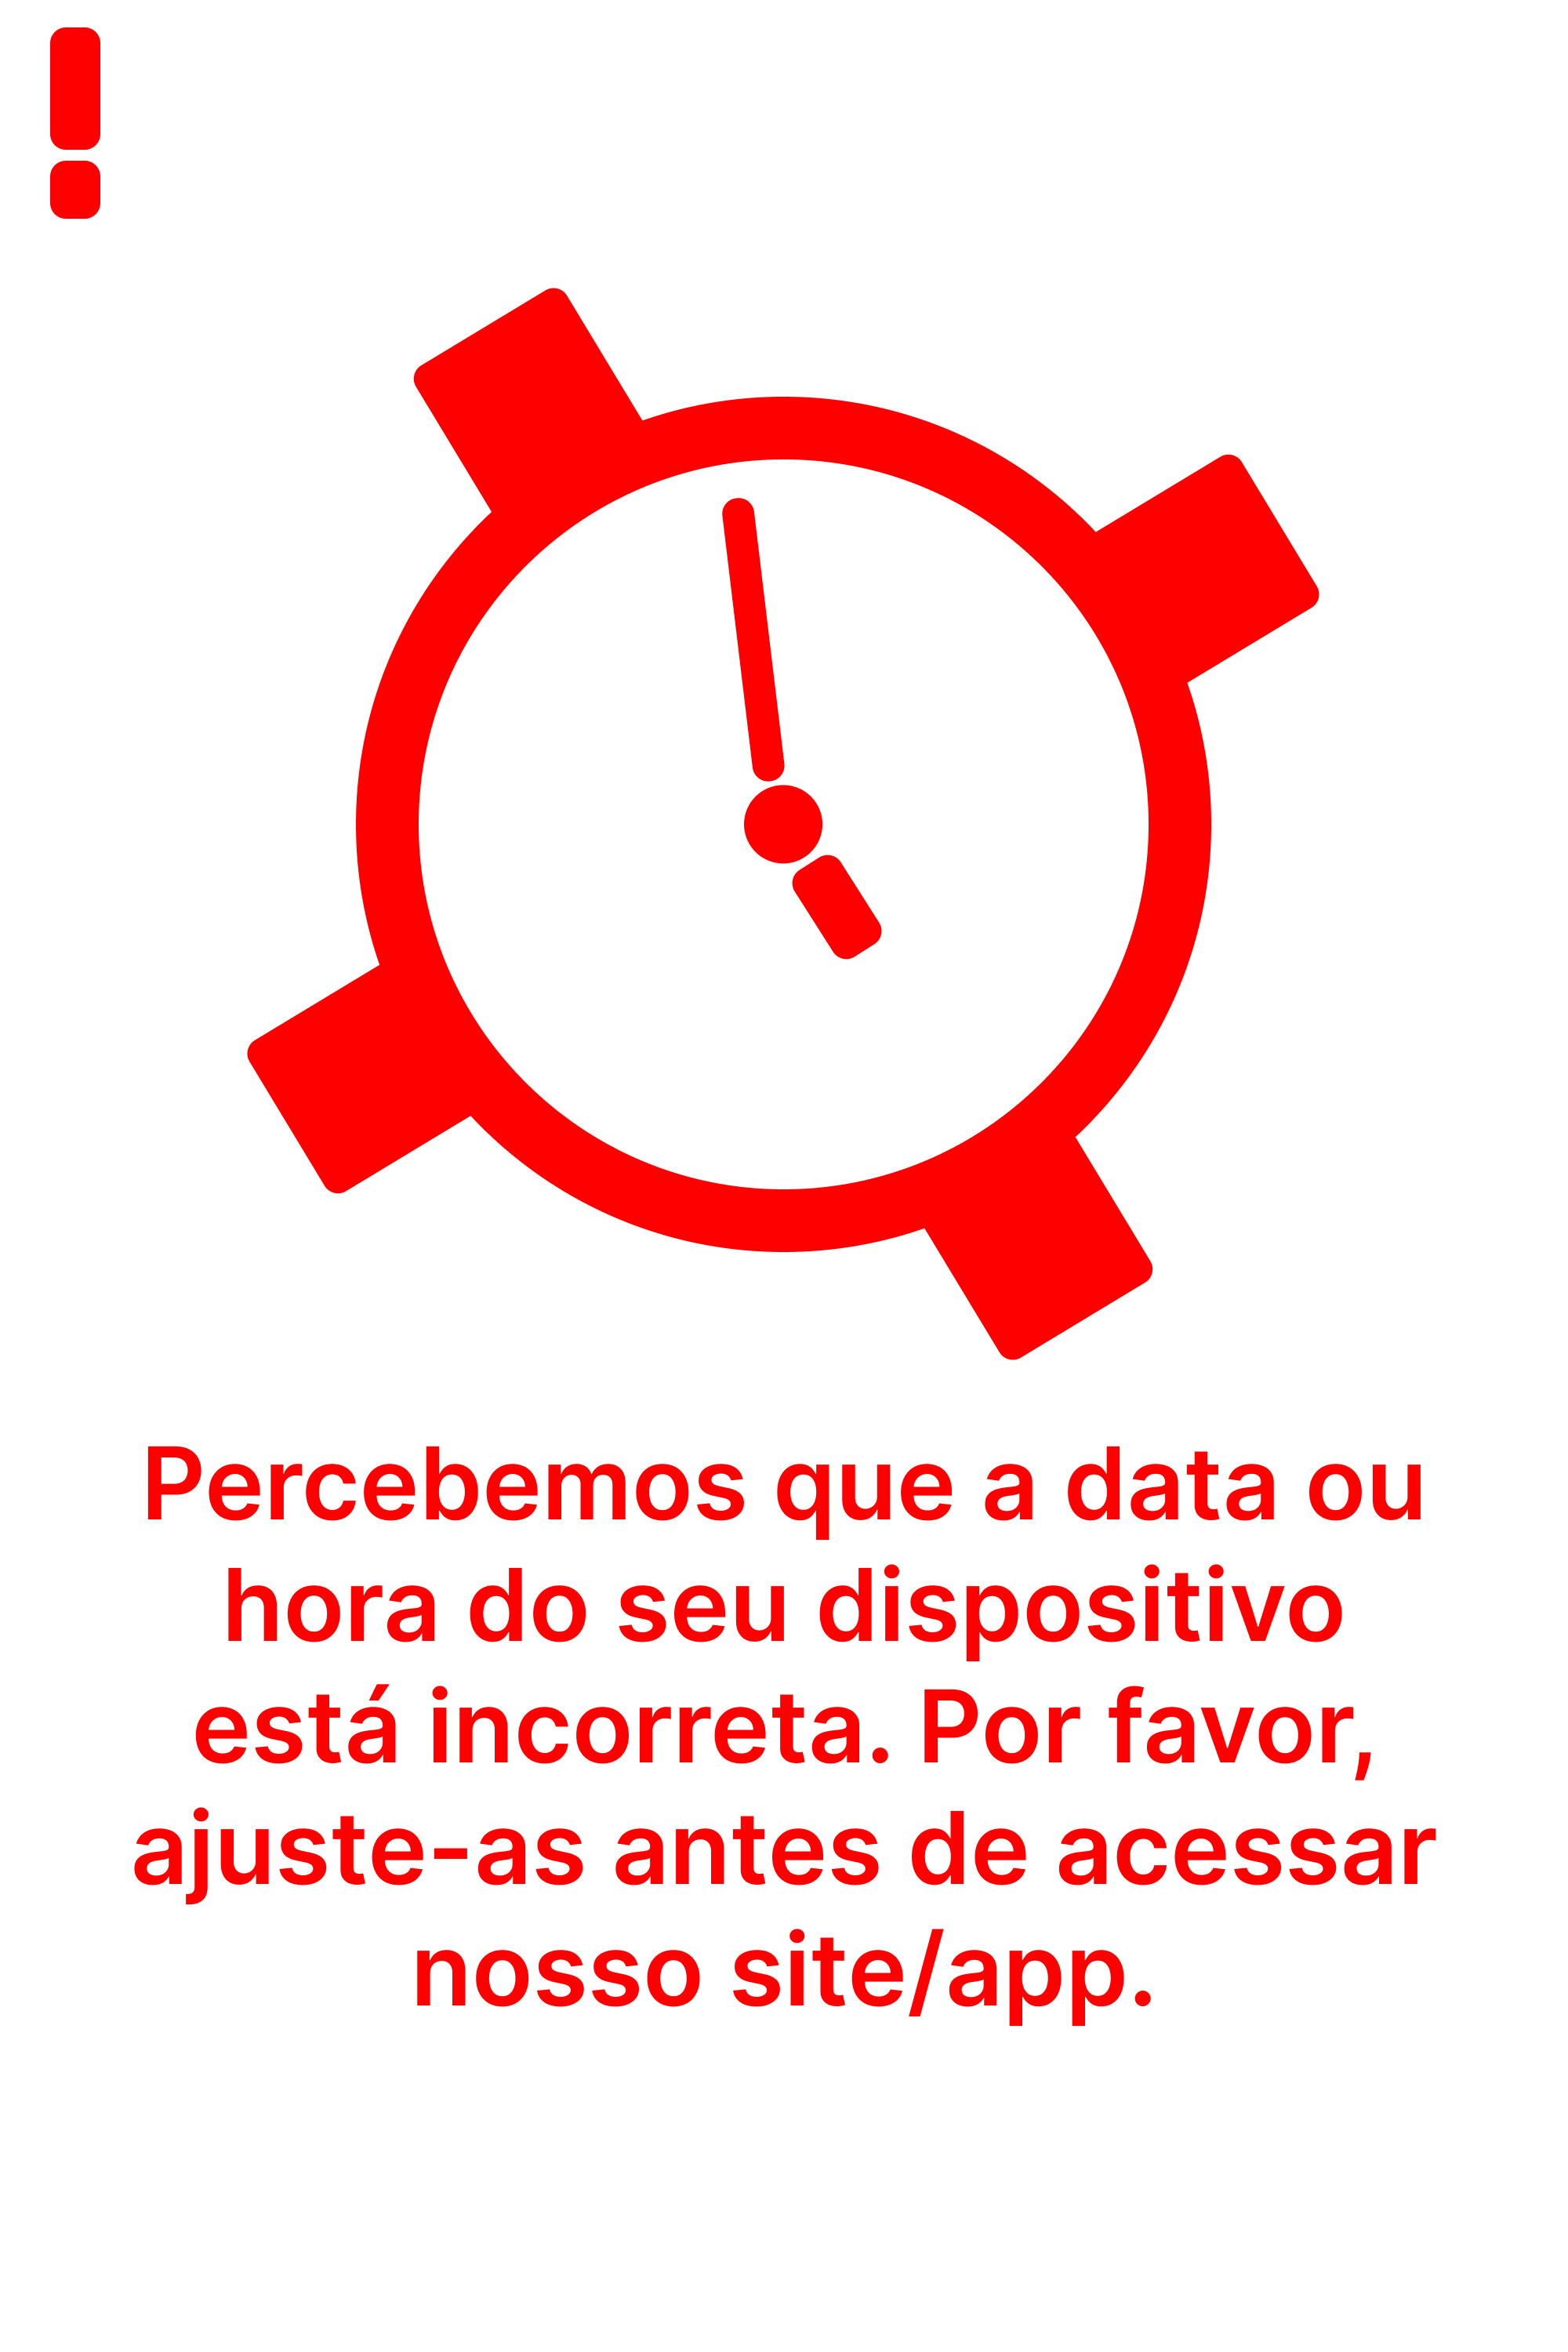 Percebemos que a data ou
hora do seu dispositivo
está incorreta. Por favor,
ajuste-as antes de acessar
nosso site/app.